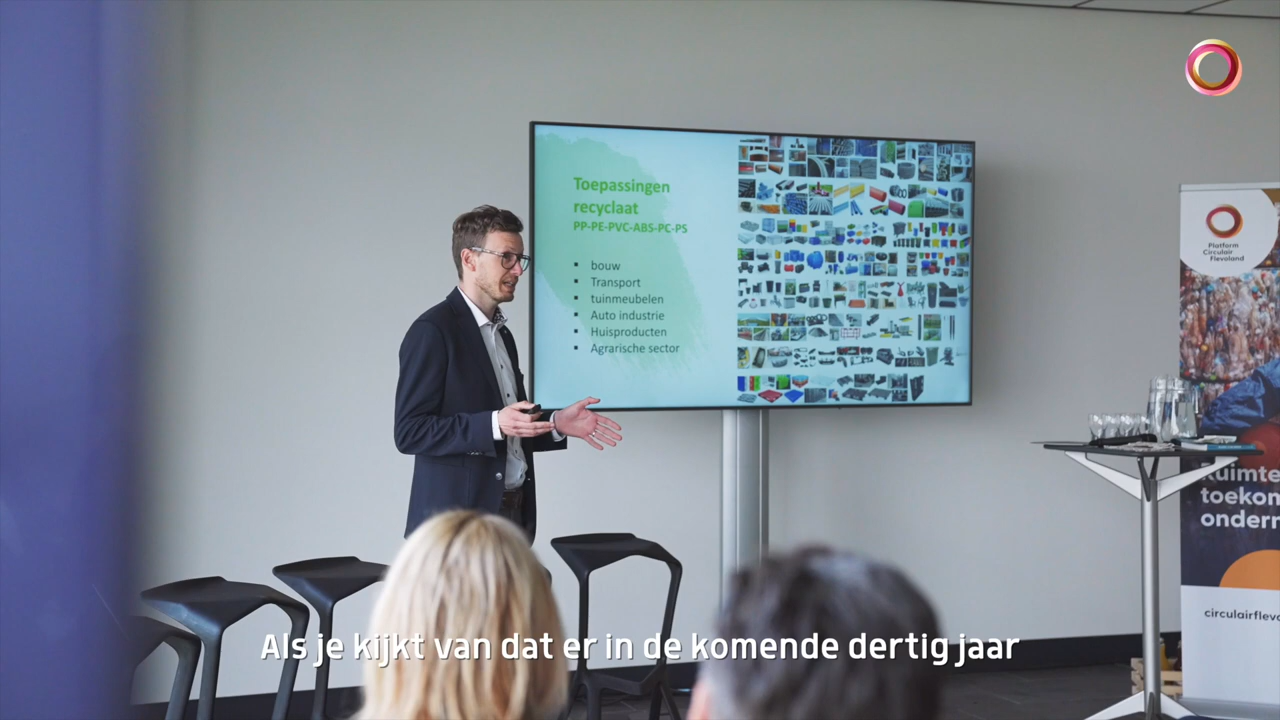 Toepassingen
recyclaat
PP-PE-PVC-ABS-PC-PS
bouw
Transport
tuinmeubelen
Auto industrie
Huisproducten
Agrarische sector
Platform
Circulair
Flevoland
toekom
ondern
circulairflevo
Als je kijkt van dat er in de komende dertig jaar